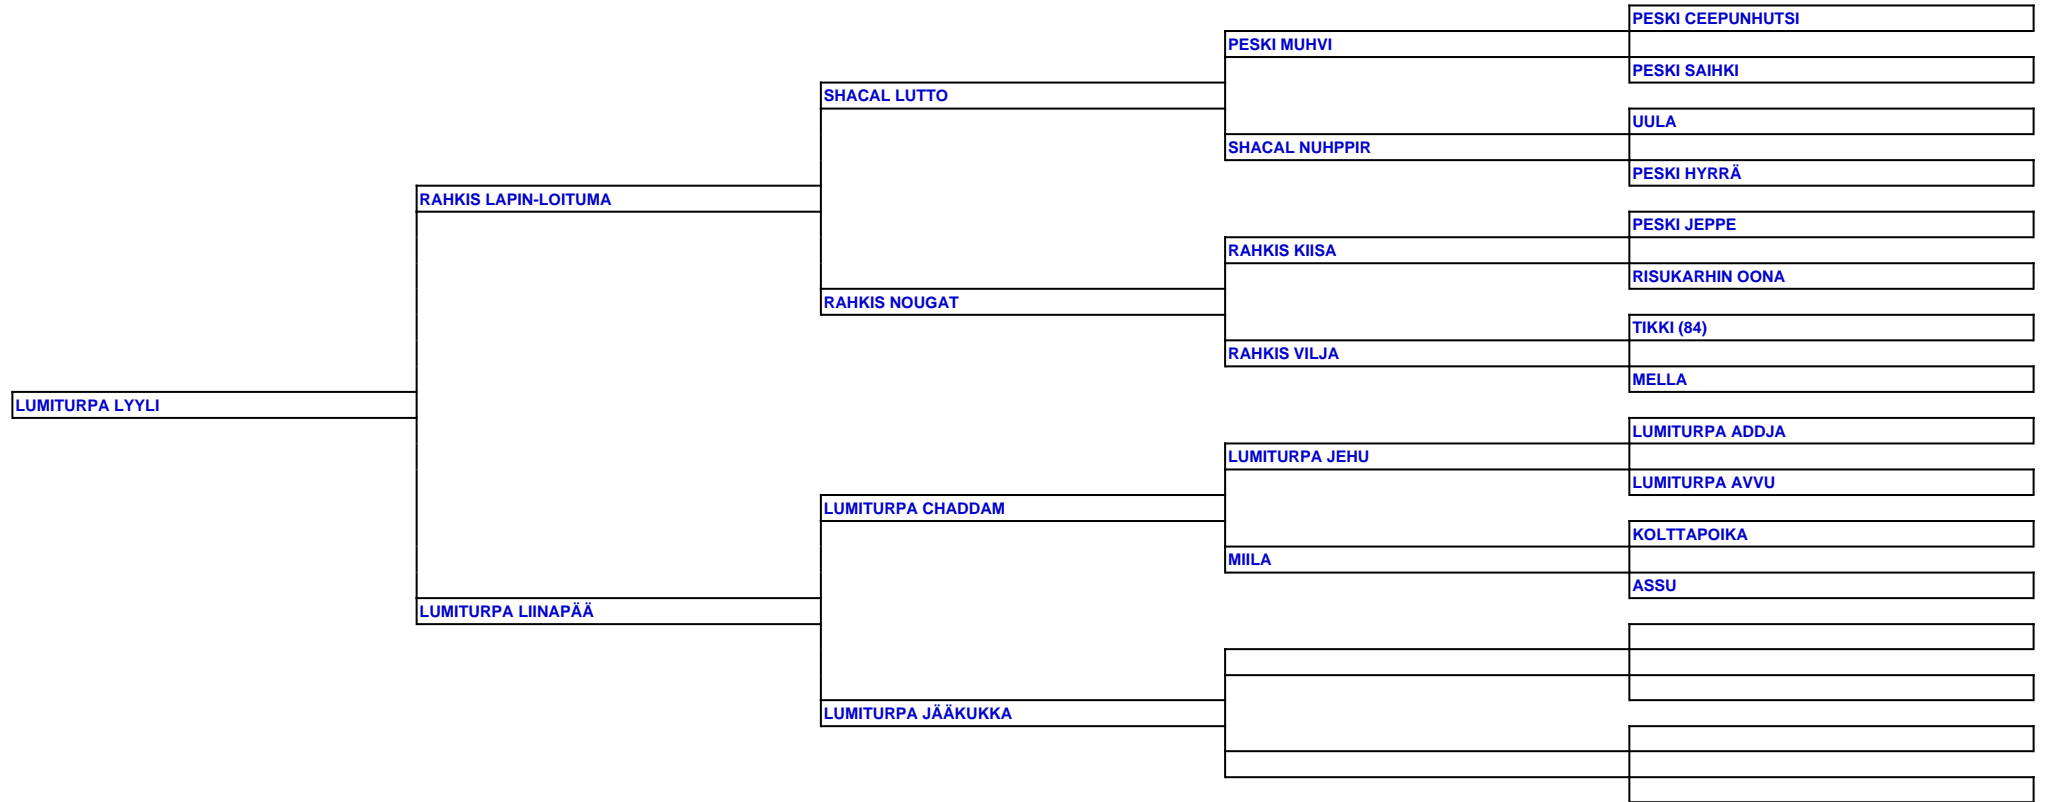 PESKI CEEPUNHUTSI
PESKI MUHVI
PESKI SAIHKI
SHACAL LUTTO
UULA
SHACAL NUHPPIR
PESKI HYRRÄ
RAHKIS LAPIN-LOITUMA
PESKI JEPPE
RAHKIS KIISA
RISUKARHIN OONA
RAHKIS NOUGAT
TIKKI (84)
RAHKIS VILJA
MELLA
LUMITURPA LYYLI
LUMITURPA ADDJA
LUMITURPA JEHU
LUMITURPA AVVU
LUMITURPA CHADDAM
KOLTTAPOIKA
MIILA
ASSU
LUMITURPA LIINAPÄÄ
LUMITURPA JÄÄKUKKA